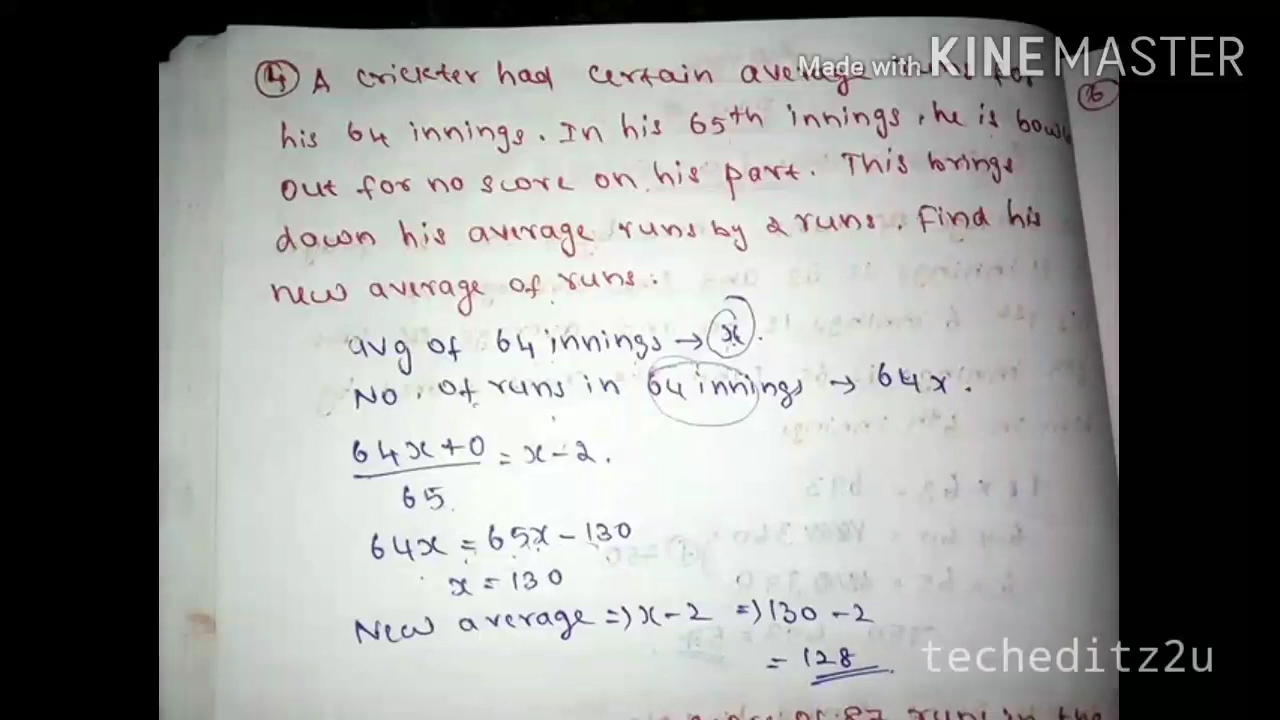 Made with KINEMASTER
④ A crickter had certain average
his 64 innings. In his 65th innings, he is
out for no score on his part. This brings
down his average runs by 2 runs. Find his
new average of runs:
avg of 64 innings → x.
No. of runs in 64 innings → 64x.
64x+0
65
= x-2.
64x = 65x - 130
x = 130
New average => x-2 => 130-2
= 128
techeditz2u